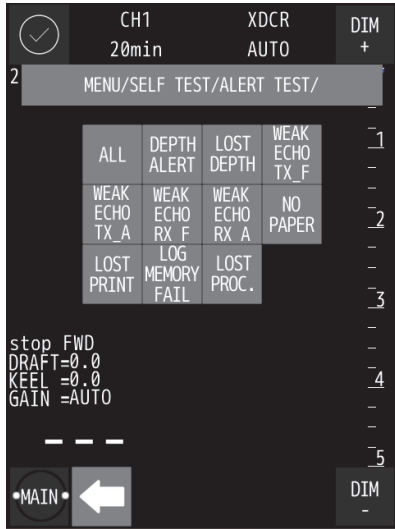 CH1 XDCR DIM
20min AUTO +
2
MENU/SELF TEST/ALERT TEST/
ALL
DEPTH
ALERT
LOST
DEPTH
WEAK
ECHO
TX_F
WEAK
ECHO
TX_A
WEAK
ECHO
RX F
WEAK
ECHO
RX A
NO
PAPER
LOST
PRINT
LOG
MEMORY
FAIL
LOST
PROC.
1
2
3
4
5
stop FWD
DRAFT=0.0
KEEL =0.0
GAIN =AUTO
– – –
•MAIN•
DIM
-